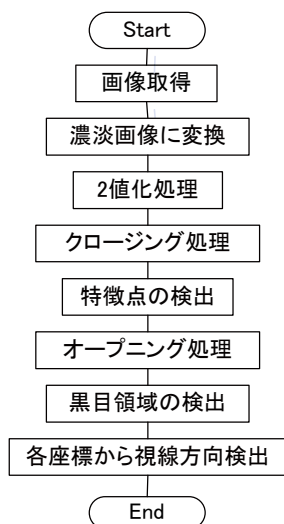 Start
画像取得
濃淡画像に変換
2値化処理
クロージング処理
特徴点の検出
オープニング処理
黒目領域の検出
各座標から視線方向検出
End